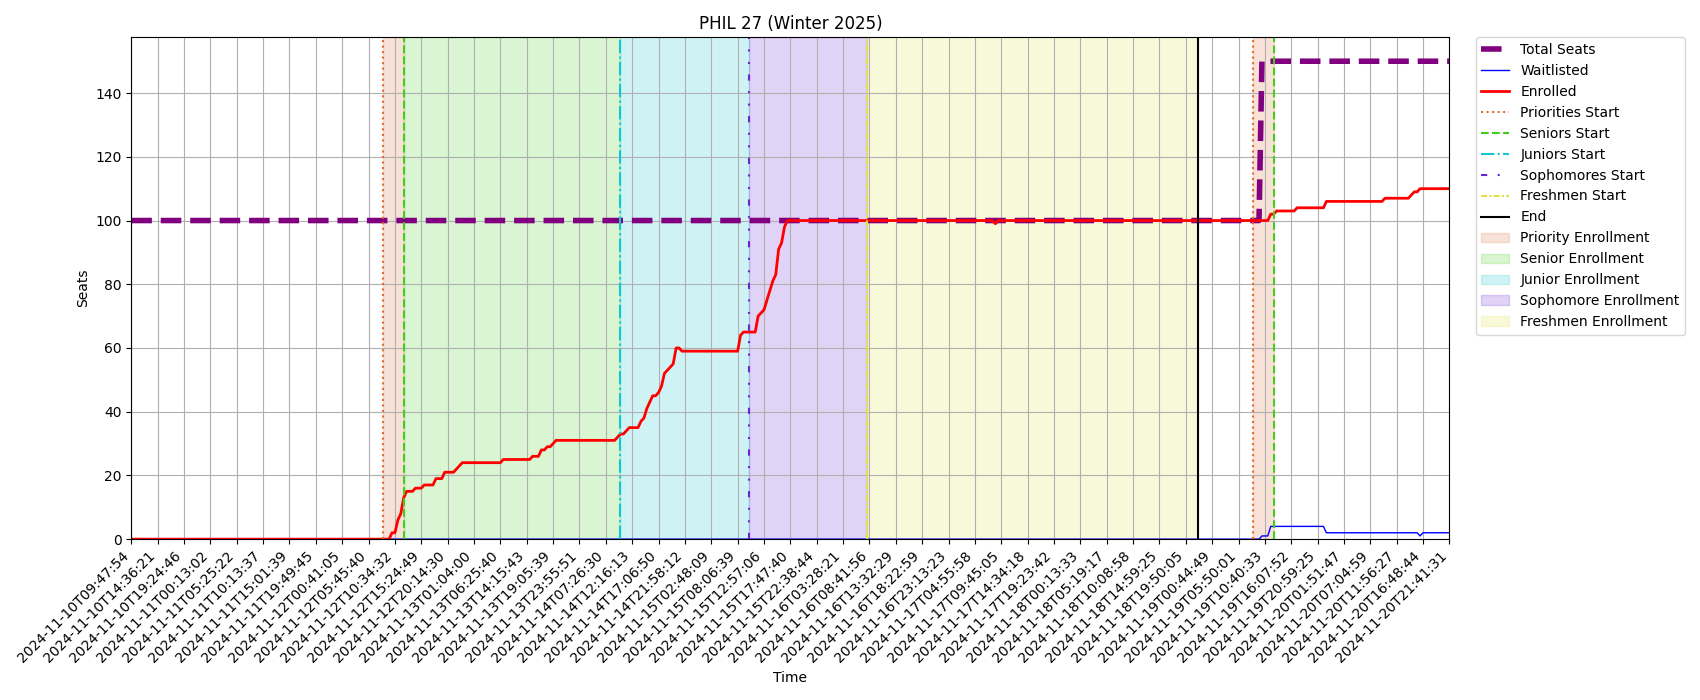 PHIL 27 (Winter 2025)
Seats
140
120
100
80
60
40
20
0
2024-11-10T09:47:54
2024-11-10T14:36:21
2024-11-10T19:24:46
2024-11-11T00:13:02
2024-11-11T05:25:22
2024-11-11T10:13:37
2024-11-11T15:01:39
2024-11-11T19:49:45
2024-11-12T00:41:05
2024-11-12T05:45:40
2024-11-12T10:34:32
2024-11-12T15:24:49
2024-11-12T20:14:30
2024-11-13T01:04:00
2024-11-13T06:25:40
2024-11-13T14:15:43
2024-11-13T19:05:39
2024-11-13T23:55:51
2024-11-14T07:26:30
2024-11-14T12:16:13
2024-11-14T17:06:50
2024-11-14T21:58:12
2024-11-15T02:48:09
2024-11-15T08:06:39
2024-11-15T12:57:06
2024-11-15T17:47:40
2024-11-15T22:38:44
2024-11-16T03:28:21
2024-11-16T08:41:56
2024-11-16T13:32:29
2024-11-16T18:22:59
2024-11-16T23:13:23
2024-11-17T04:55:58
2024-11-17T09:45:05
2024-11-17T14:34:18
2024-11-17T19:23:42
2024-11-18T00:13:33
2024-11-18T05:19:17
2024-11-18T10:08:58
2024-11-18T14:59:25
2024-11-18T19:50:05
2024-11-19T00:44:49
2024-11-19T05:50:01
2024-11-19T10:40:33
2024-11-19T16:07:52
2024-11-19T20:59:25
2024-11-20T01:51:47
2024-11-20T07:04:59
2024-11-20T11:56:27
2024-11-20T16:48:44
2024-11-20T21:41:31
Time
Total Seats
Waitlisted
Enrolled
Priorities Start
Seniors Start
Juniors Start
Sophomores Start
Freshmen Start
End
Priority Enrollment
Senior Enrollment
Junior Enrollment
Sophomore Enrollment
Freshmen Enrollment